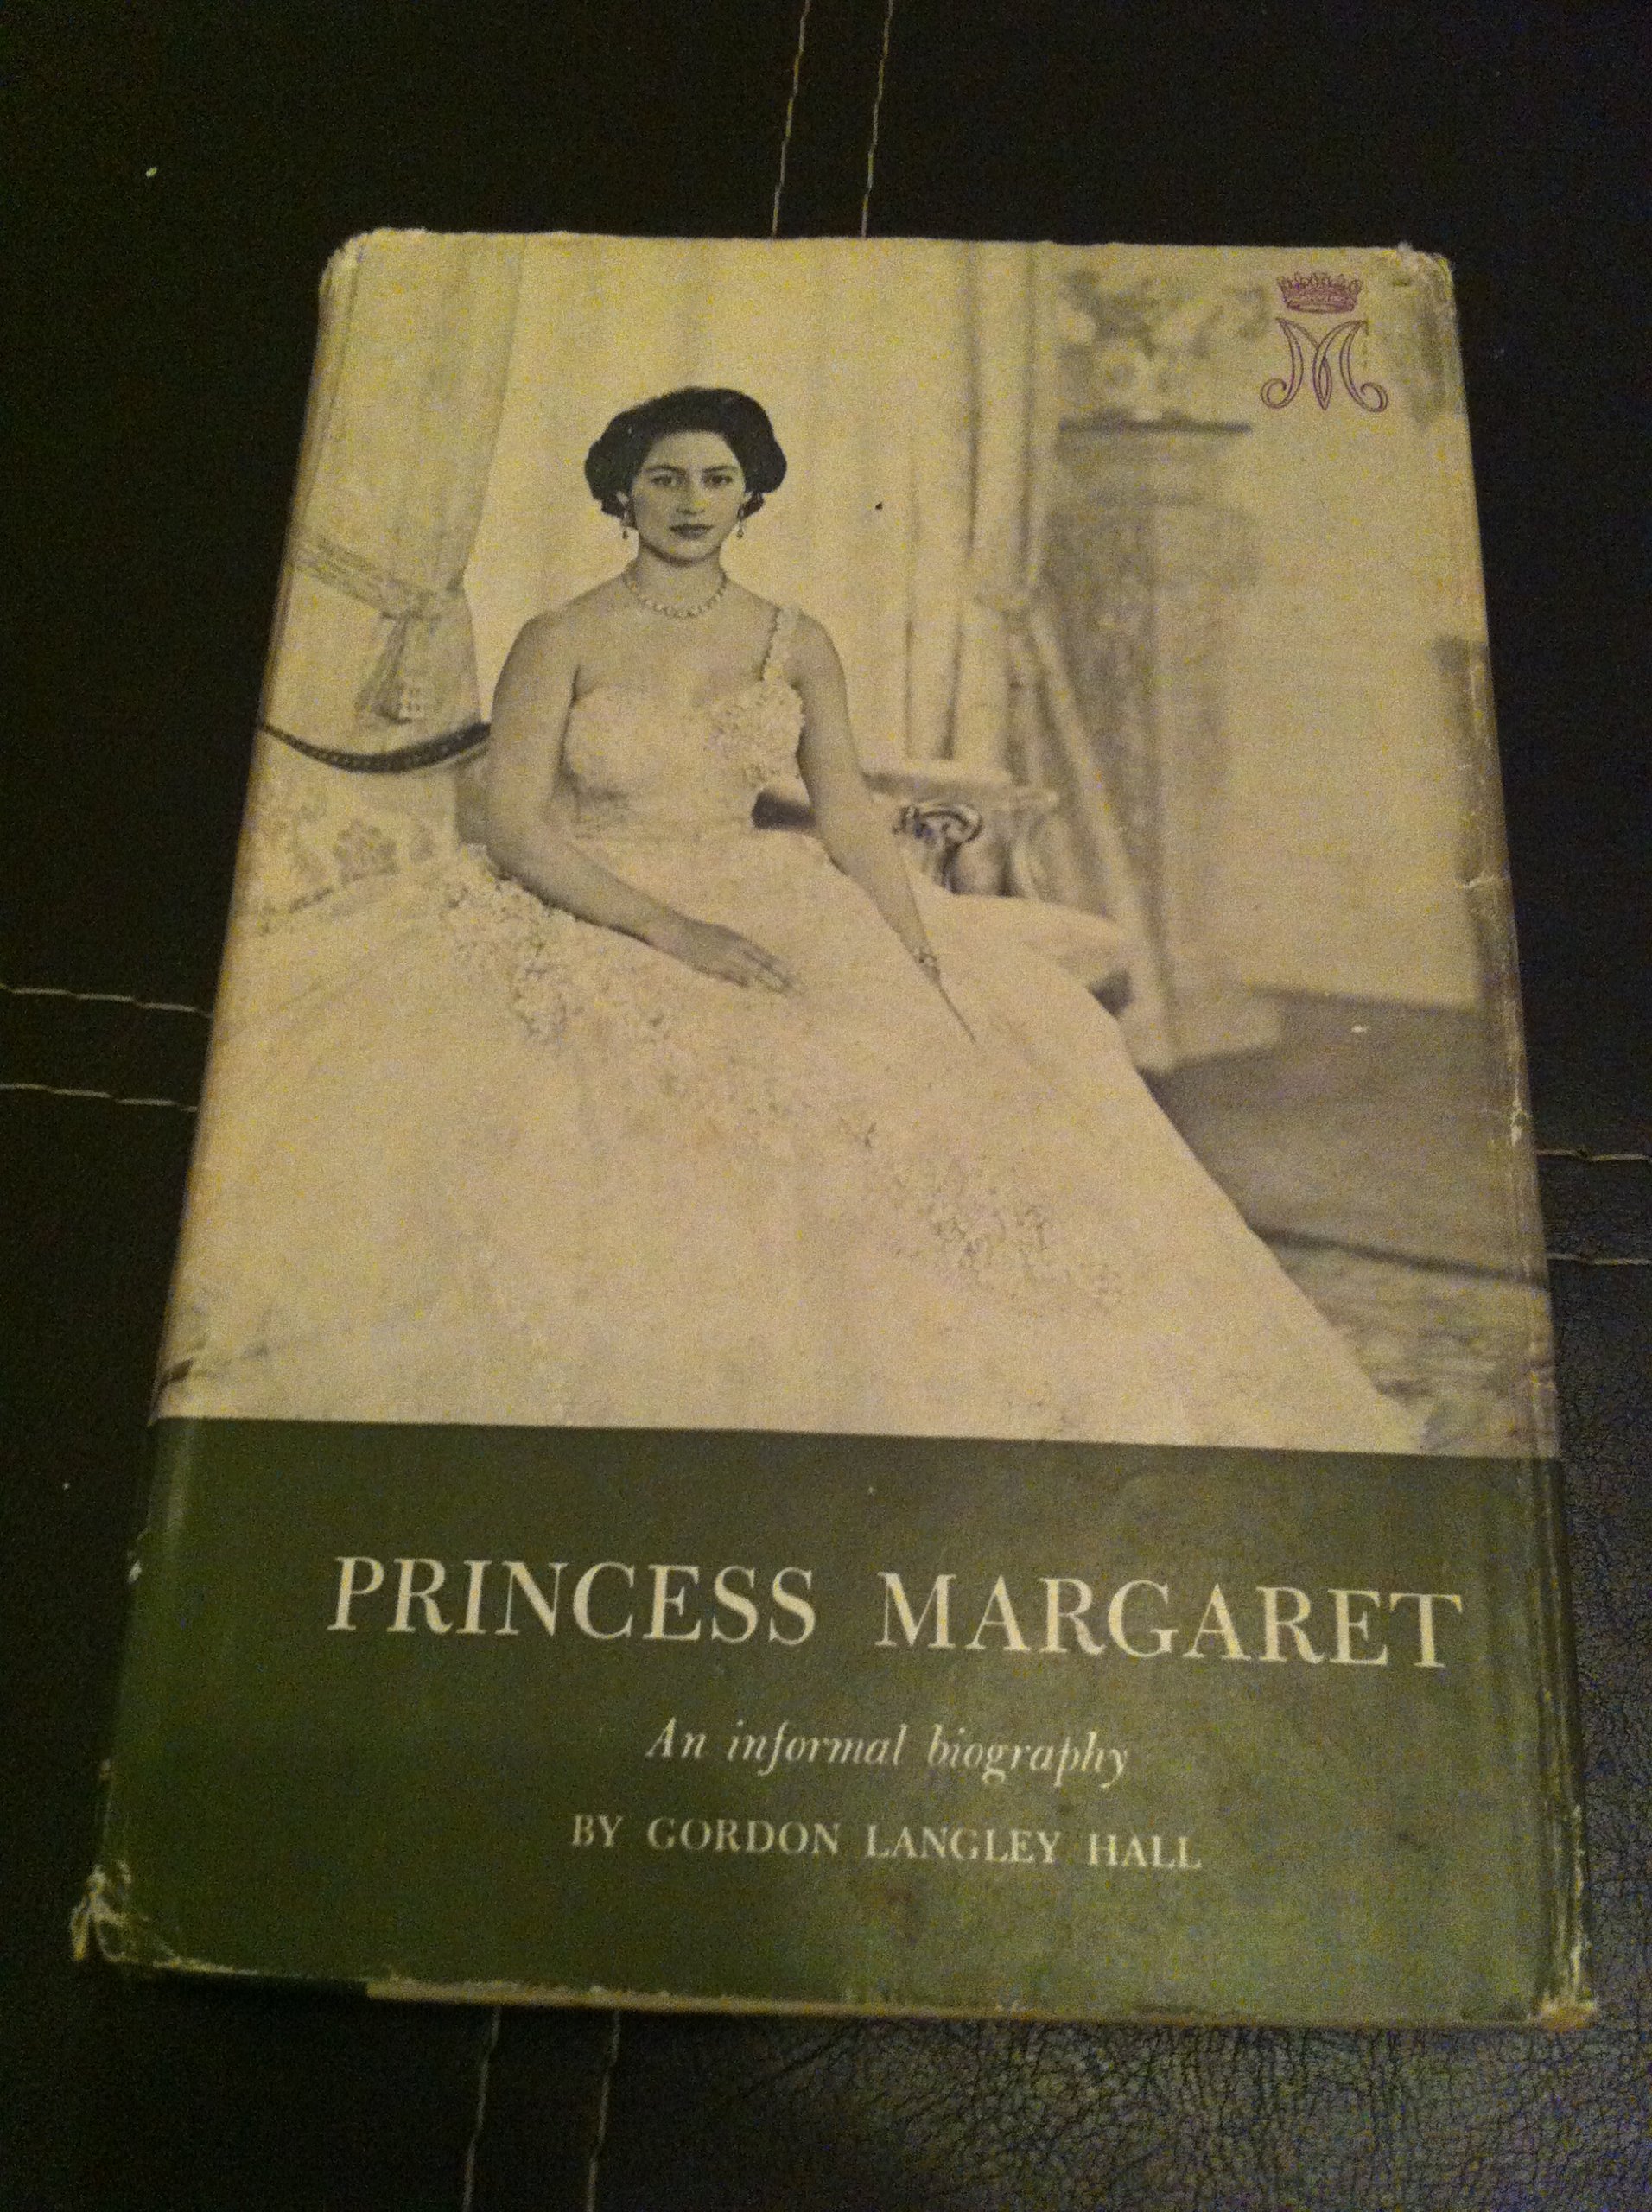 M
PRINCESS MARGARET
An informal biography
BY GORDON LANGLEY HALL